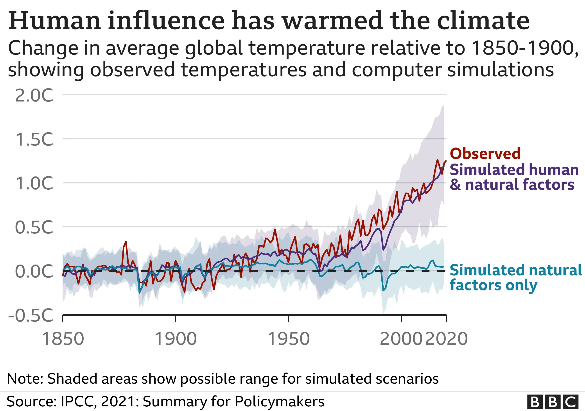 Human influence has warmed the climate
Change in average global temperature relative to 1850-1900,
showing observed temperatures and computer simulations
2.0C
1.5C
1.0C
0.5C
0.0C
-0.5C
Observed
Simulated human
& natural factors
Simulated natural
factors only
1850 1900 1950 2000 2020
Note: Shaded areas show possible range for simulated scenarios
Source: IPCC, 2021: Summary for Policymakers
BBC